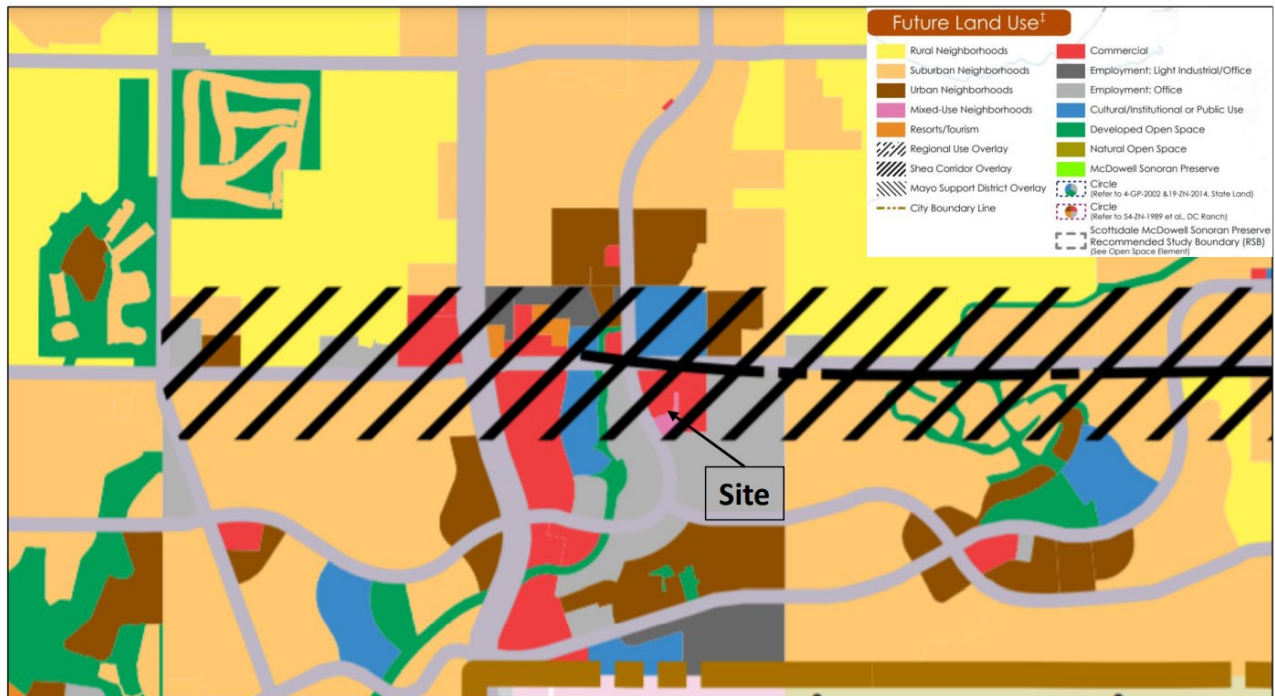 Future Land Use‡
Rural Neighborhoods
Suburban Neighborhoods
Urban Neighborhoods
Mixed-Use Neighborhoods
Resorts/Tourism
Regional Use Overlay
Shea Corridor Overlay
Mayo Support District Overlay
City Boundary Line
Commercial
Employment: Light Industrial/Office
Employment: Office
Cultural/Institutional or Public Use
Developed Open Space
Natural Open Space
McDowell Sonoran Preserve
Circle
(Refer to 4-GP-2002 &19-ZN-2014, State Land)
Circle
(Refer to 54-ZN-1989 et al., DC Ranch)
Scottsdale McDowell Sonoran Preserve
Recommended Study Boundary (RSB)
(See Open Space Element)
Site